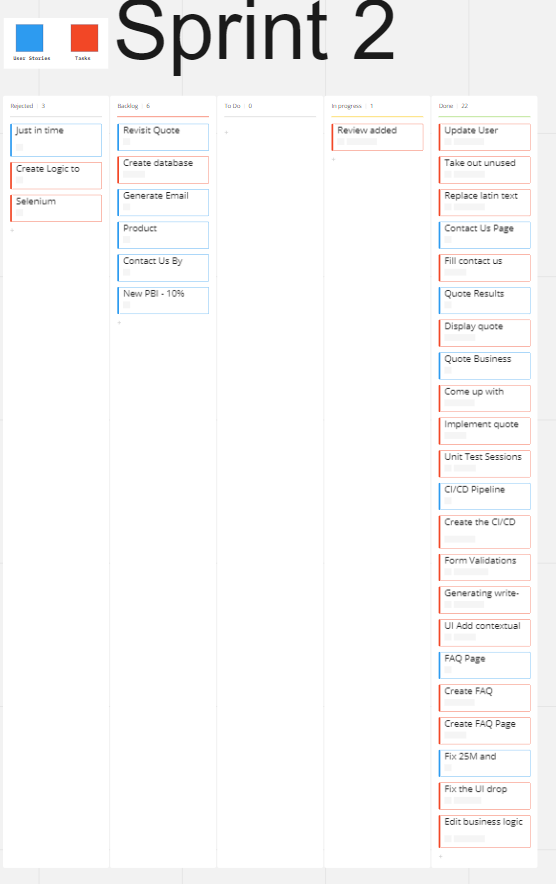 Sprint 2
User Stories
Tasks
Rejected | 3
Just in time
Create Logic to
Selenium
+
Backlog | 6
Revisit Quote
Create database
Generate Email
Product
Contact Us By
New PBI - 10%
+
To Do | 0
+
In progress | 1
Review added
+
Done | 22
Update User
Take out unused
Replace latin text
Contact Us Page
Fill contact us
Quote Results
Display quote
Quote Business
Come up with
Implement quote
Unit Test Sessions
CI/CD Pipeline
Create the CI/CD
Form Validations
Generating write-
UI Add contextual
FAQ Page
Create FAQ
Create FAQ Page
Fix 25M and
Fix the UI drop
Edit business logic
+